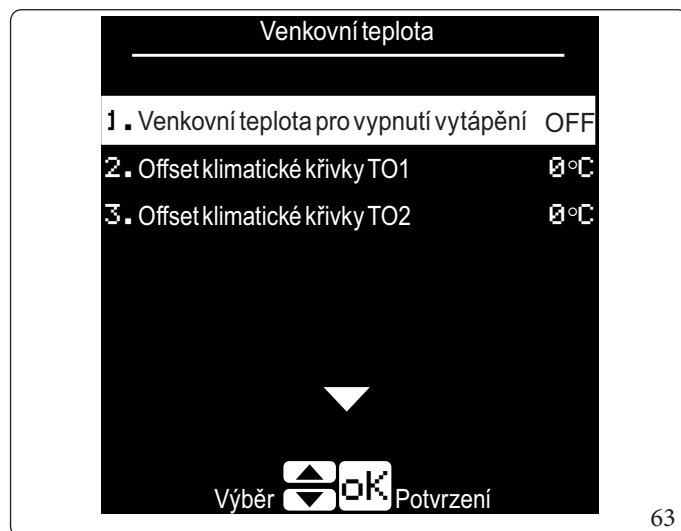 Venkovní teplota
1. Venkovní teplota pro vypnutí vytápění OFF
2. Offset klimatické křivky TO1 0°C
3. Offset klimatické křivky TO2 0°C
Výběr oK Potvrzení
63